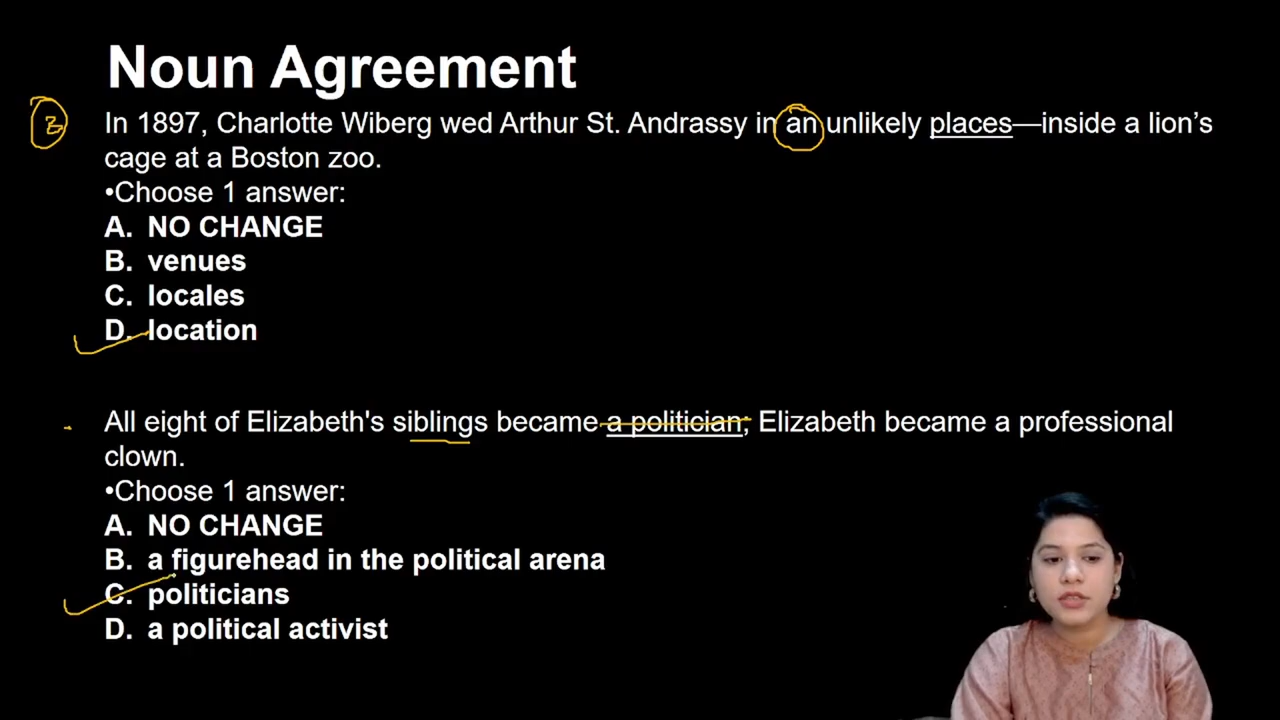 Noun Agreement
In 1897, Charlotte Wiberg wed Arthur St. Andrassy in an unlikely places—inside a lion's
cage at a Boston zoo.
•Choose 1 answer:
A. NO CHANGE
B. venues
C. locales
D. location
All eight of Elizabeth's siblings became a politician; Elizabeth became a professional
clown.
•Choose 1 answer:
A. NO CHANGE
B. a figurehead in the political arena
C. politicians
D. a political activist